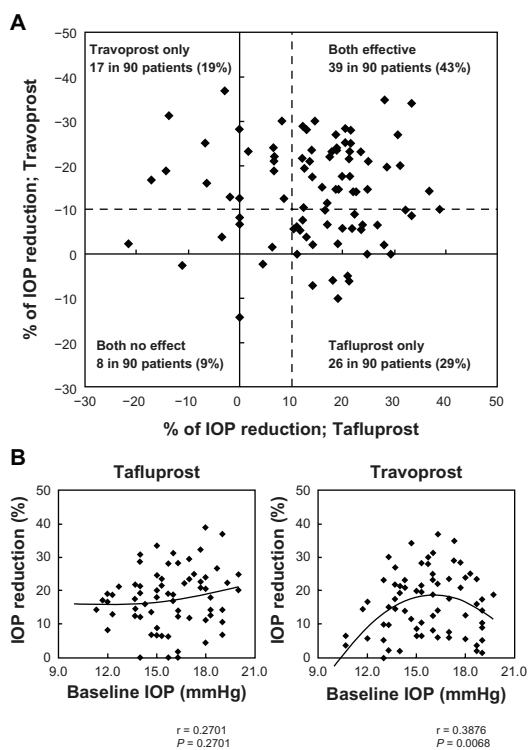 A
Travoprost only
17 in 90 patients (19%)
Both effective
39 in 90 patients (43%)
Both no effect
8 in 90 patients (9%)
Tafluprost only
26 in 90 patients (29%)
% of IOP reduction; Travoprost
−50
−40
−30
−20
−10
0
−10
−20
−30
−30
−20
−10
0
10
20
30
40
50
% of IOP reduction; Tafluprost
B
Tafluprost
IOP reduction (%)
50
40
30
20
10
0
9.0
12.0
15.0
18.0
21.0
Baseline IOP (mmHg)
r = 0.2701
P = 0.2701
Travoprost
IOP reduction (%)
50
40
30
20
10
0
9.0
12.0
15.0
18.0
21.0
Baseline IOP (mmHg)
r = 0.3876
P = 0.0068